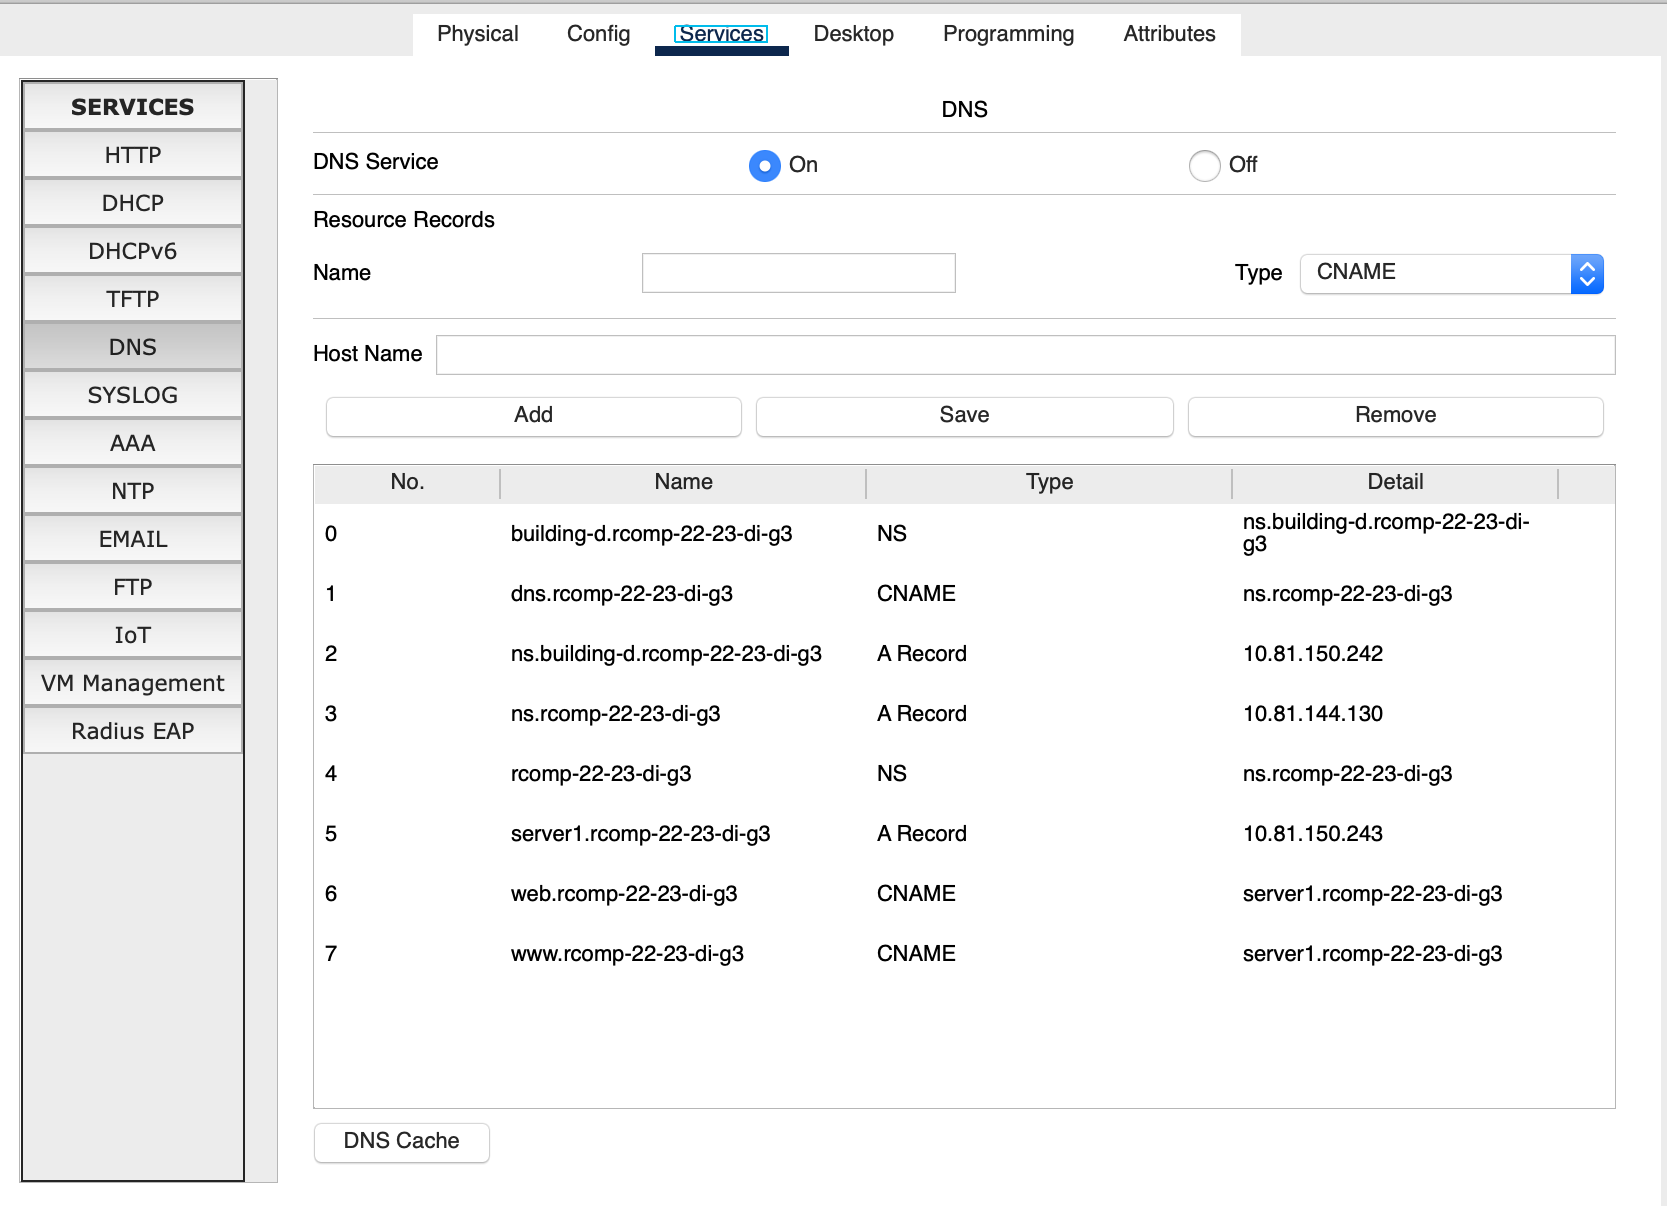 Physical Config Services Desktop Programming Attributes
SERVICES
HTTP
DHCP
DHCPv6
TFTP
DNS
SYSLOG
AAA
NTP
EMAIL
FTP
IoT
VM Management
Radius EAP
DNS
DNS Service On Off
Resource Records
Name Type CNAME
Host Name
Add Save Remove
No. Name Type Detail
0 building-d.rcomp-22-23-di-g3 NS ns.building-d.rcomp-22-23-di-
g3
1 dns.rcomp-22-23-di-g3 CNAME ns.rcomp-22-23-di-g3
2 ns.building-d.rcomp-22-23-di-g3 A Record 10.81.150.242
3 ns.rcomp-22-23-di-g3 A Record 10.81.144.130
4 rcomp-22-23-di-g3 NS ns.rcomp-22-23-di-g3
5 server1.rcomp-22-23-di-g3 A Record 10.81.150.243
6 web.rcomp-22-23-di-g3 CNAME server1.rcomp-22-23-di-g3
7 www.rcomp-22-23-di-g3 CNAME server1.rcomp-22-23-di-g3
DNS Cache